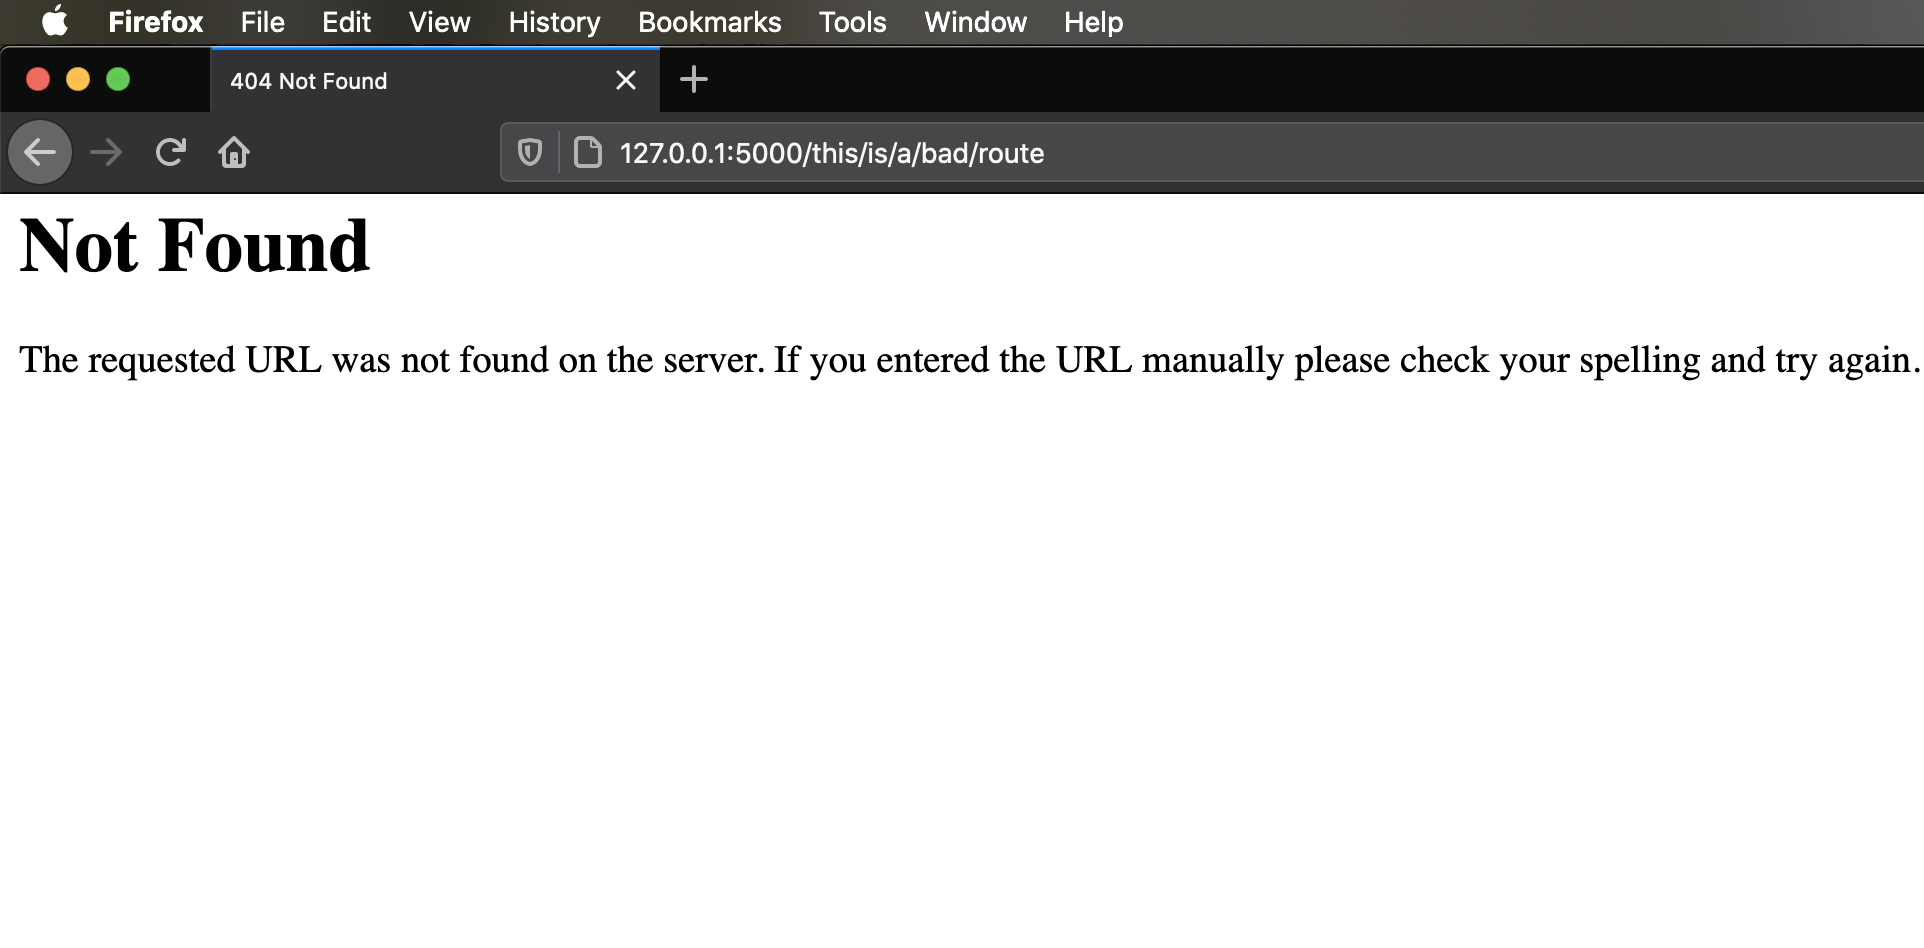 Firefox File Edit View History Bookmarks Tools Window Help
404 Not Found
127.0.0.1:5000/this/is/a/bad/route
Not Found
The requested URL was not found on the server. If you entered the URL manually please check your spelling and try again.